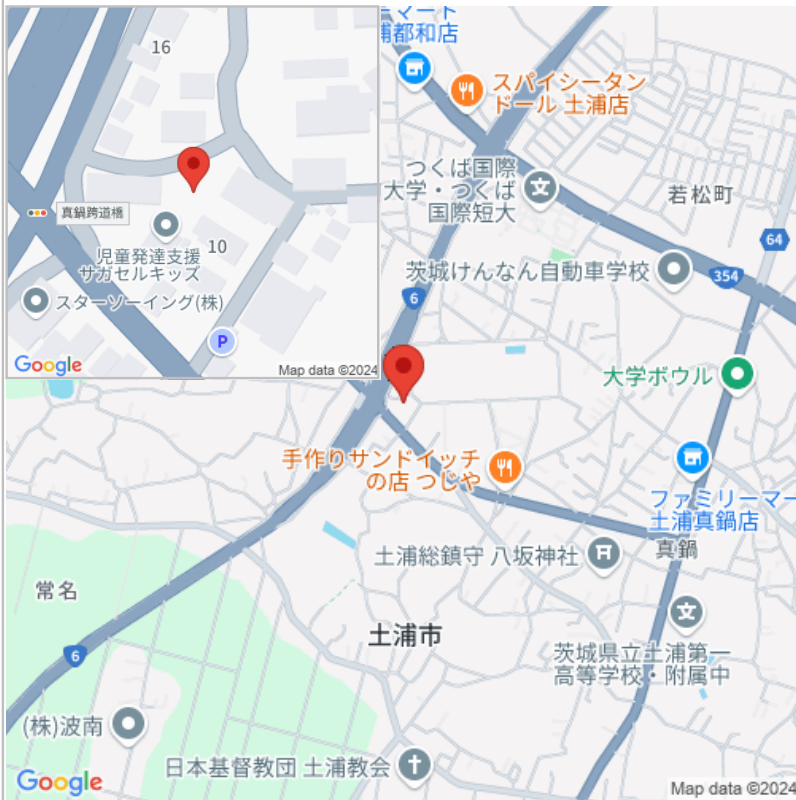 16
真鍋跨道橋
児童発達支援
サガセルキッズ
10
スターソーイング(株)
P
Google
Map data ©2024
マート
浦都和店
スパイシータン
ドール 土浦店
つくば国際
大学・つくば
国際短大
若松町
64
茨城けんなん自動車学校
354
6
大学ボウル
手作りサンドイッチ
の店 つじや
ファミリーマー
土浦真鍋店
真鍋
土浦総鎮守 八坂神社
常名
土浦市
茨城県立土浦第一
高等学校・附属中
6
(株)波南
日本基督教団 土浦教会
Google
Map data ©2024